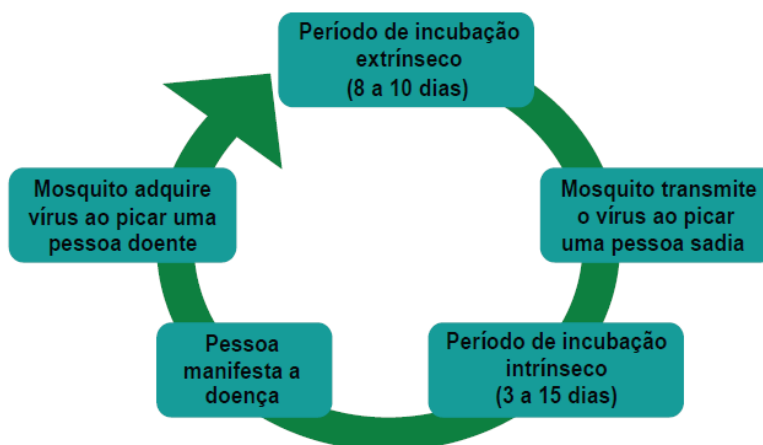 Período de incubação
extrínseco
(8 a 10 dias)
Mosquito transmite
o vírus ao picar
uma pessoa sadia
Período de incubação
intrínseco
(3 a 15 dias)
Pessoa
manifesta a
doença
Mosquito adquire
vírus ao picar uma
pessoa doente